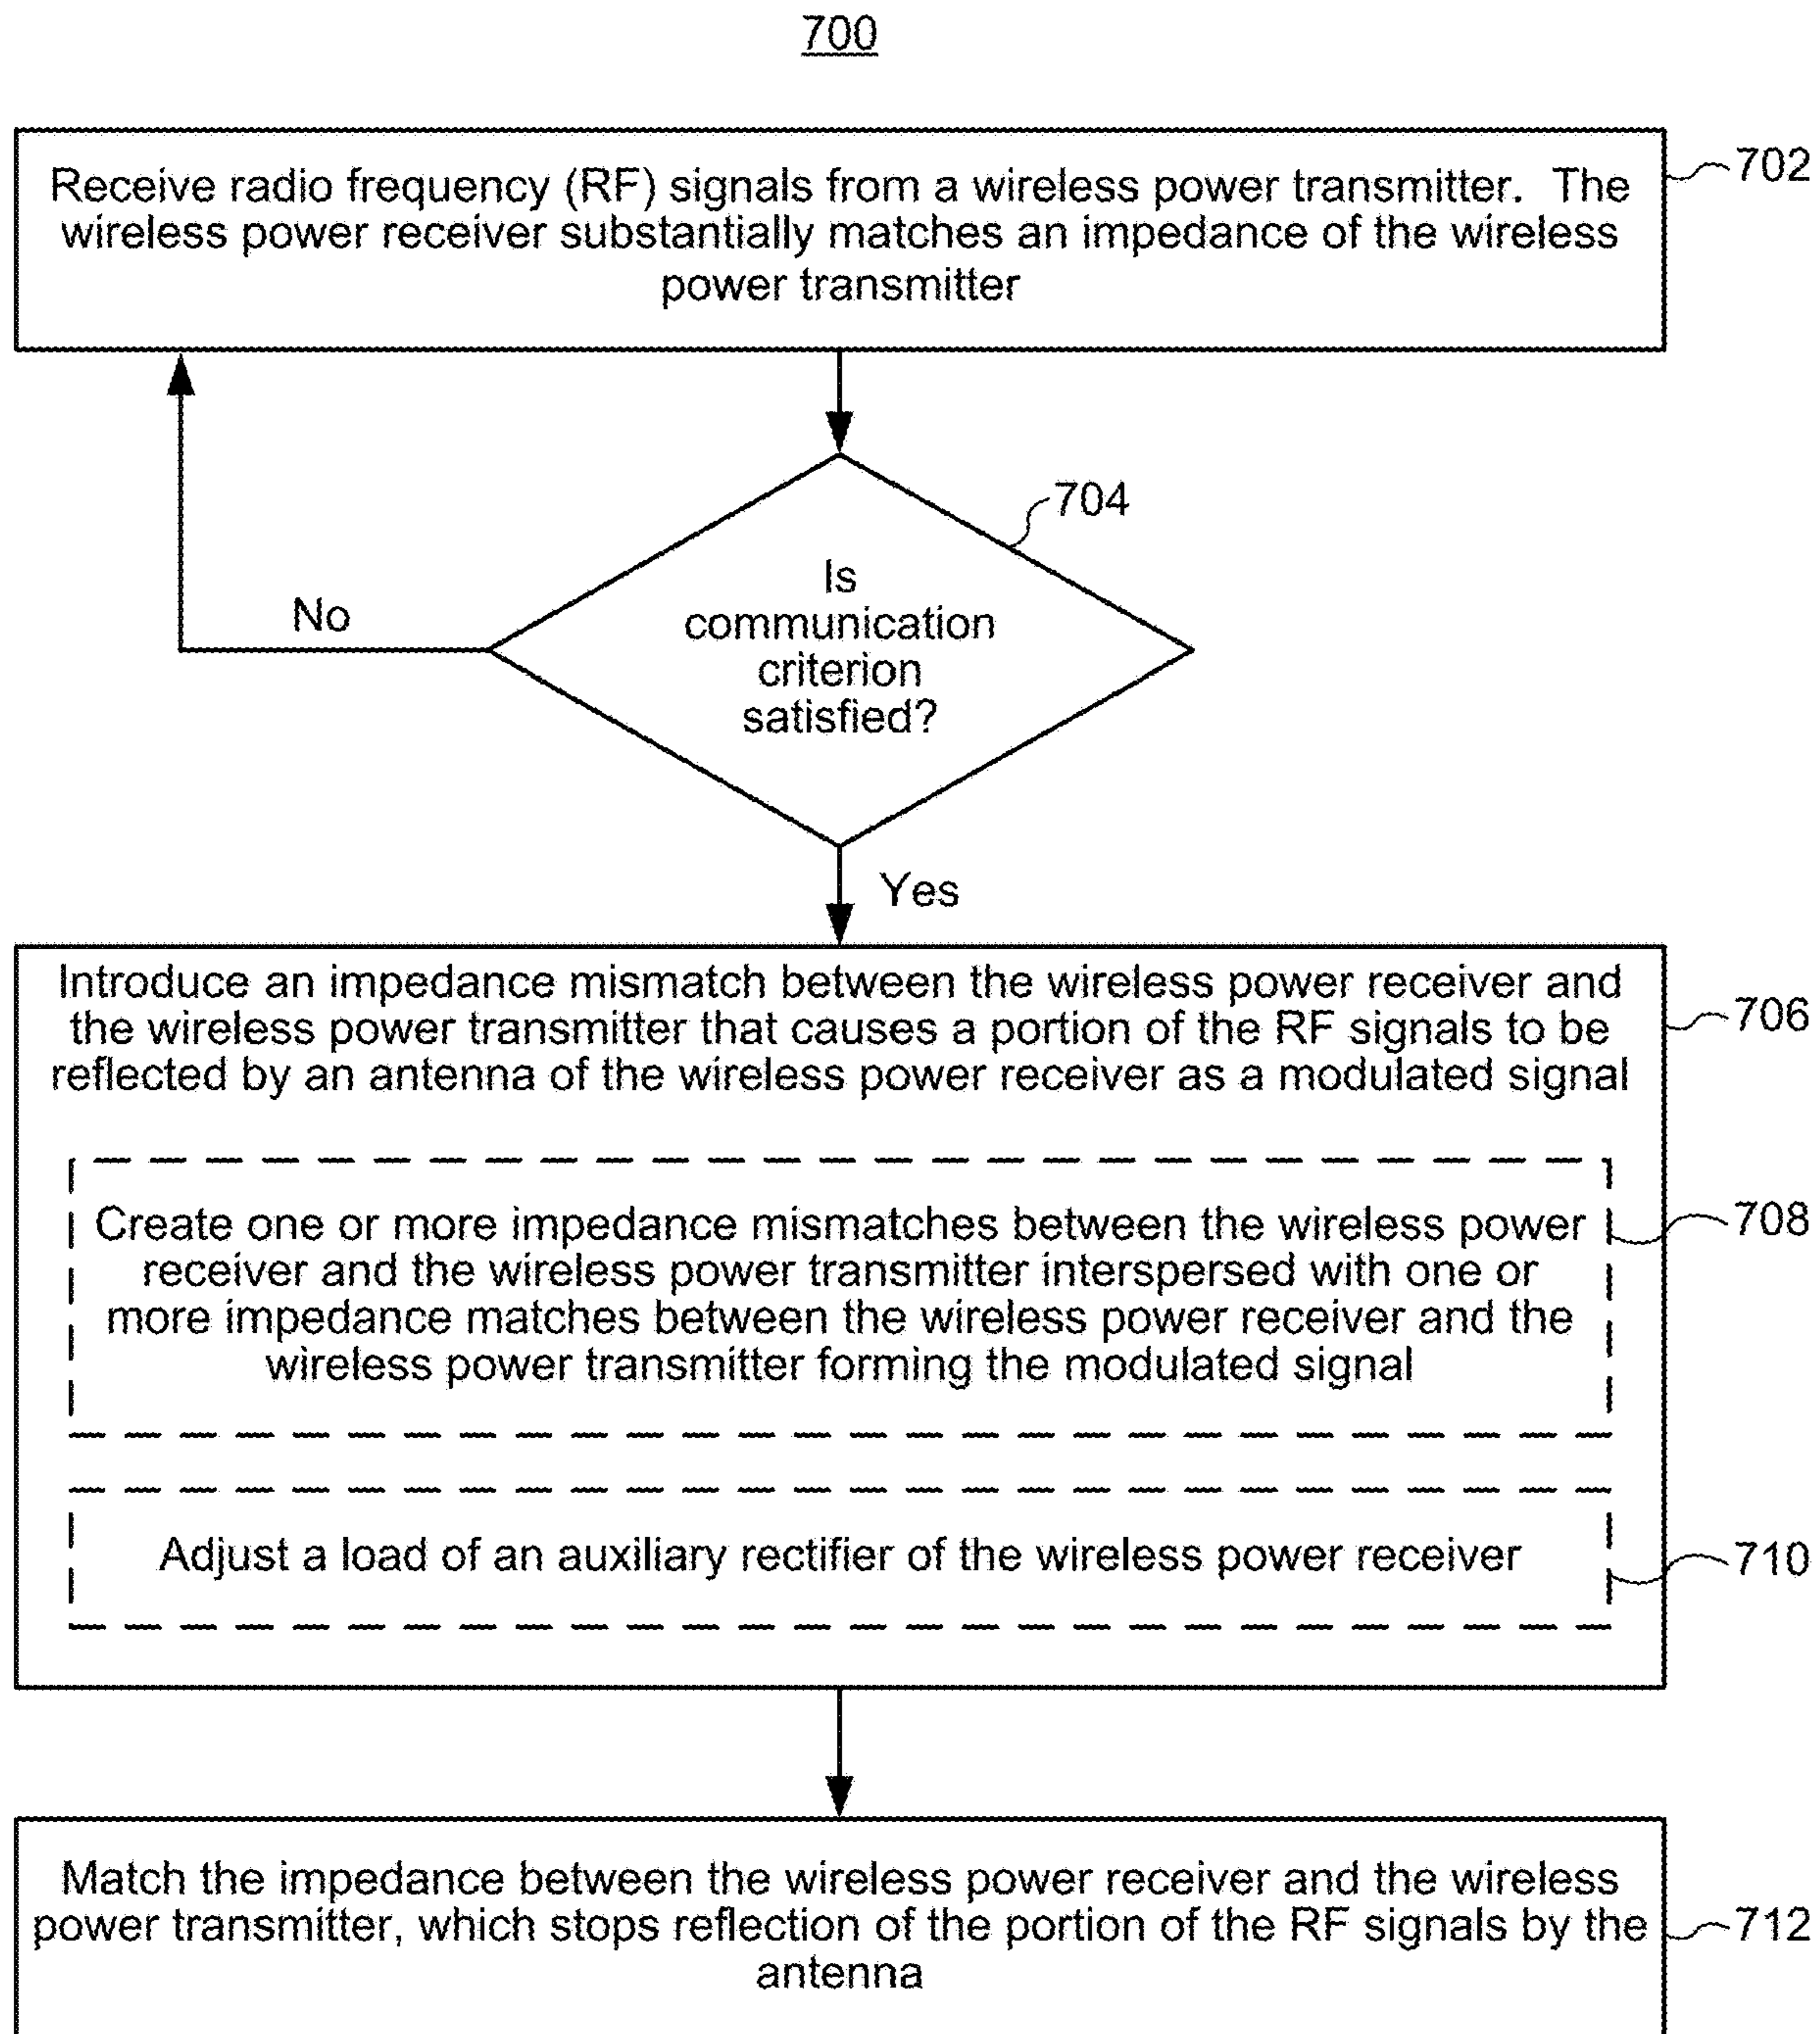 700
Receive radio frequency (RF) signals from a wireless power transmitter. The
wireless power receiver substantially matches an impedance of the wireless
power transmitter
702
704
Is
communication
criterion
satisfied?
No
Yes
Introduce an impedance mismatch between the wireless power receiver and
the wireless power transmitter that causes a portion of the RF signals to be
reflected by an antenna of the wireless power receiver as a modulated signal
706
Create one or more impedance mismatches between the wireless power
receiver and the wireless power transmitter interspersed with one or
more impedance matches between the wireless power receiver and the
wireless power transmitter forming the modulated signal
708
Adjust a load of an auxiliary rectifier of the wireless power receiver
710
Match the impedance between the wireless power receiver and the wireless
power transmitter, which stops reflection of the portion of the RF signals by the
antenna
712